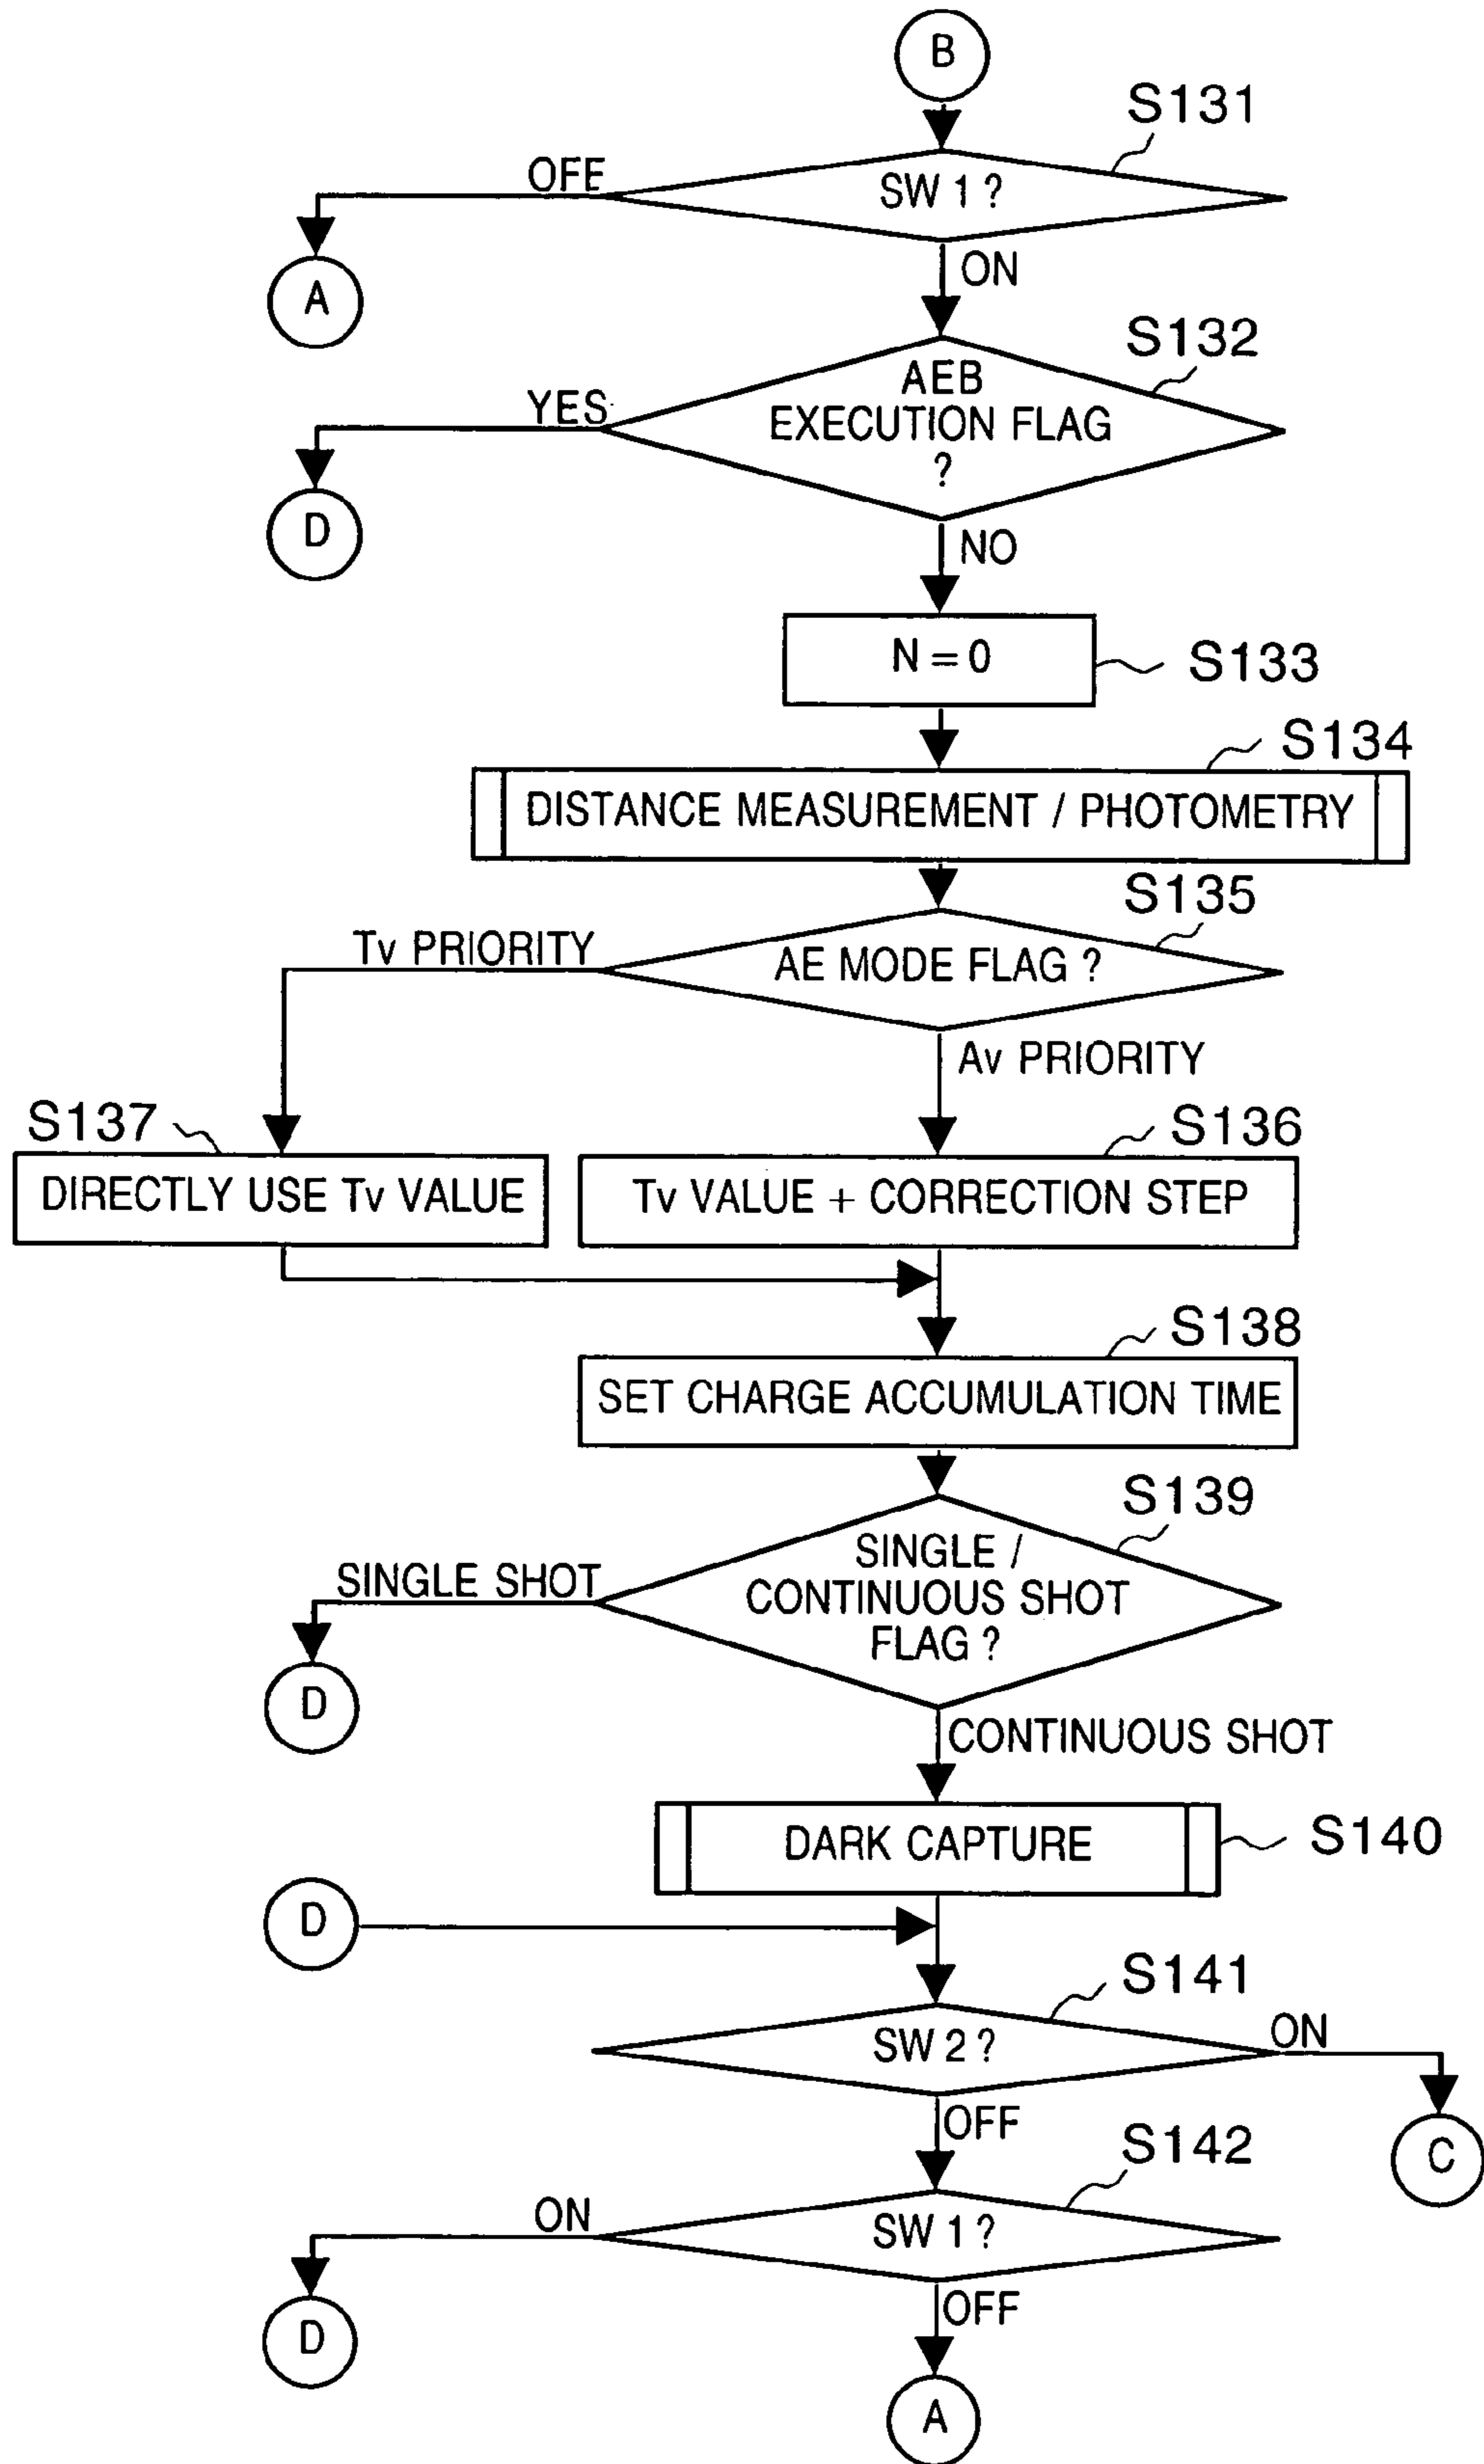 B
S131
OFF
SW 1 ?
A
ON
S132
AEB
EXECUTION FLAG
?
YES
D
NO
N = 0
S133
S134
DISTANCE MEASUREMENT / PHOTOMETRY
S135
Tv PRIORITY
AE MODE FLAG ?
Av PRIORITY
S137
S136
DIRECTLY USE Tv VALUE
Tv VALUE + CORRECTION STEP
S138
SET CHARGE ACCUMULATION TIME
S139
SINGLE /
CONTINUOUS SHOT
FLAG ?
SINGLE SHOT
D
CONTINUOUS SHOT
DARK CAPTURE
S140
D
S141
SW 2 ?
ON
C
OFF
S142
ON
SW 1 ?
D
OFF
A